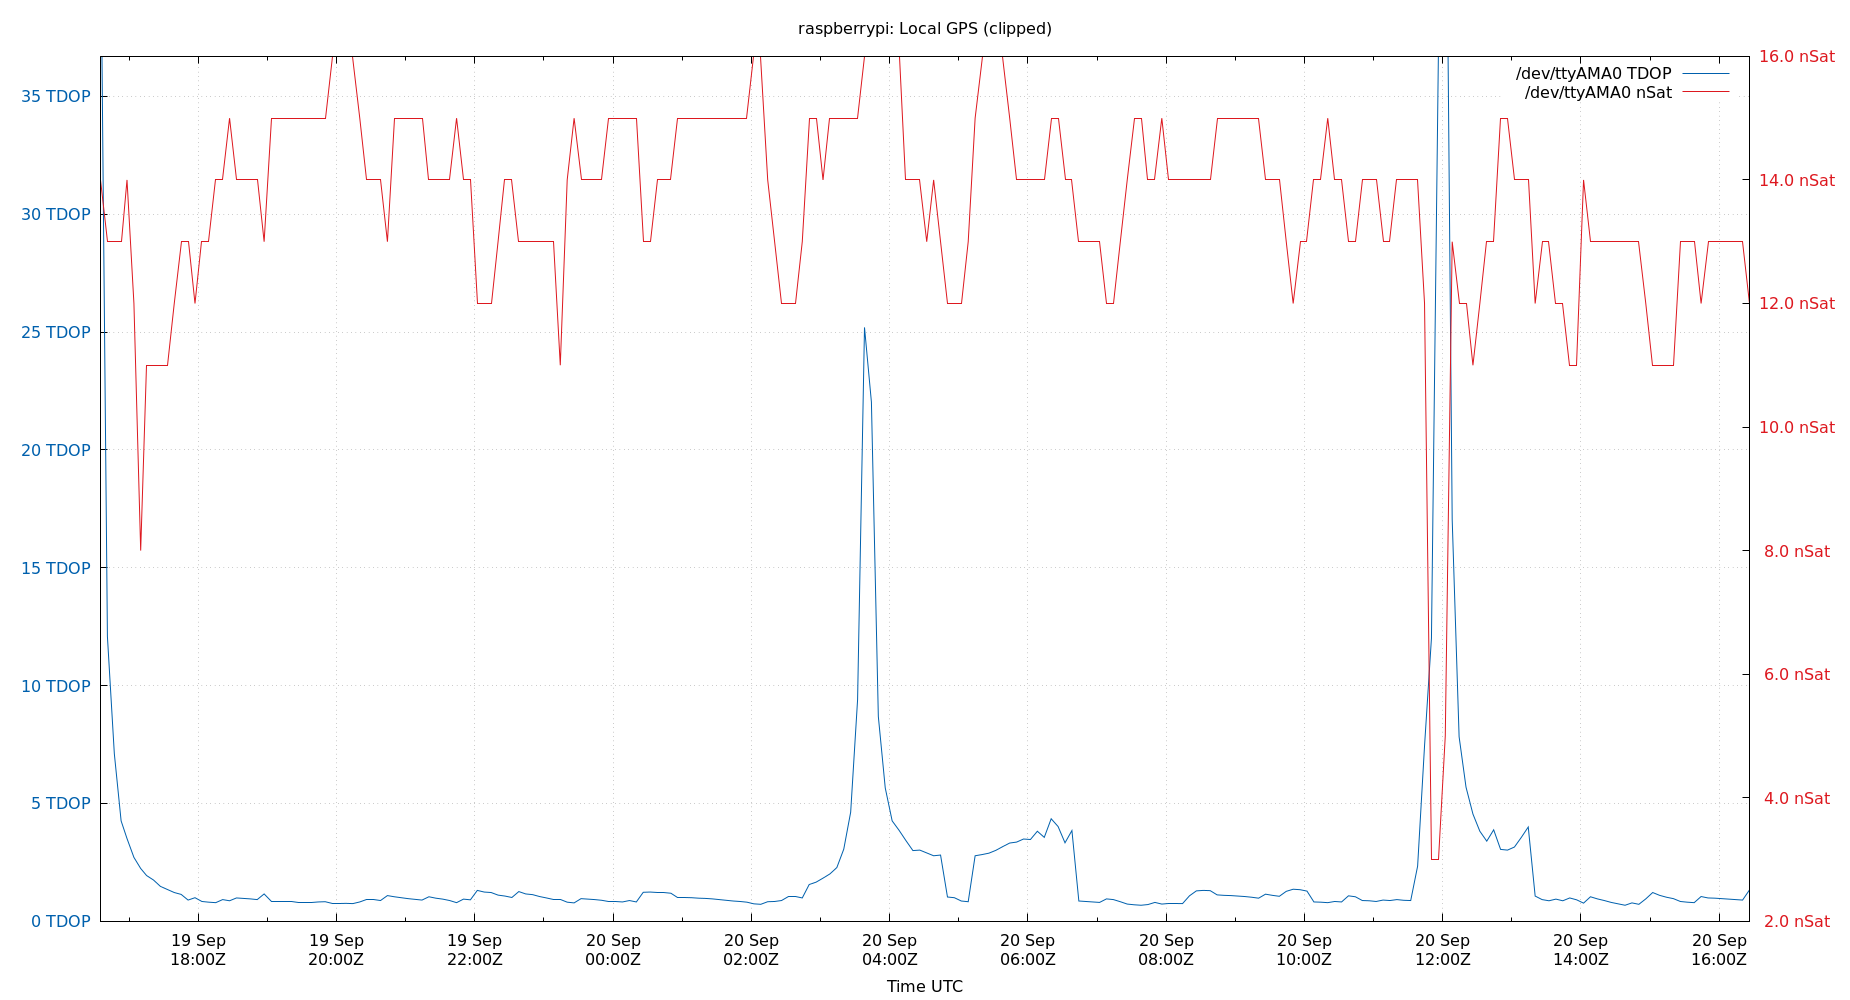 raspberrypi: Local GPS (clipped)
/dev/ttyAMA0 TDOP
/dev/ttyAMA0 nSat
35 TDOP
30 TDOP
25 TDOP
20 TDOP
15 TDOP
10 TDOP
5 TDOP
0 TDOP
16.0 nSat
14.0 nSat
12.0 nSat
10.0 nSat
8.0 nSat
6.0 nSat
4.0 nSat
2.0 nSat
19 Sep
18:00Z
19 Sep
20:00Z
19 Sep
22:00Z
20 Sep
00:00Z
20 Sep
02:00Z
20 Sep
04:00Z
20 Sep
06:00Z
20 Sep
08:00Z
20 Sep
10:00Z
20 Sep
12:00Z
20 Sep
14:00Z
20 Sep
16:00Z
Time UTC